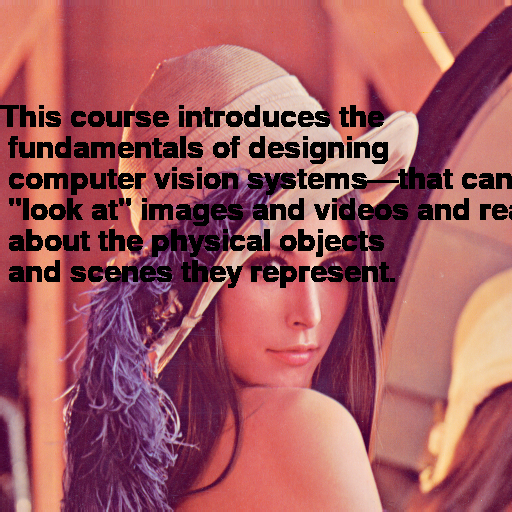 This course introduces the
fundamentals of designing
computer vision systems—that can
"look at" images and videos and
about the physical objects
and scenes they represent.